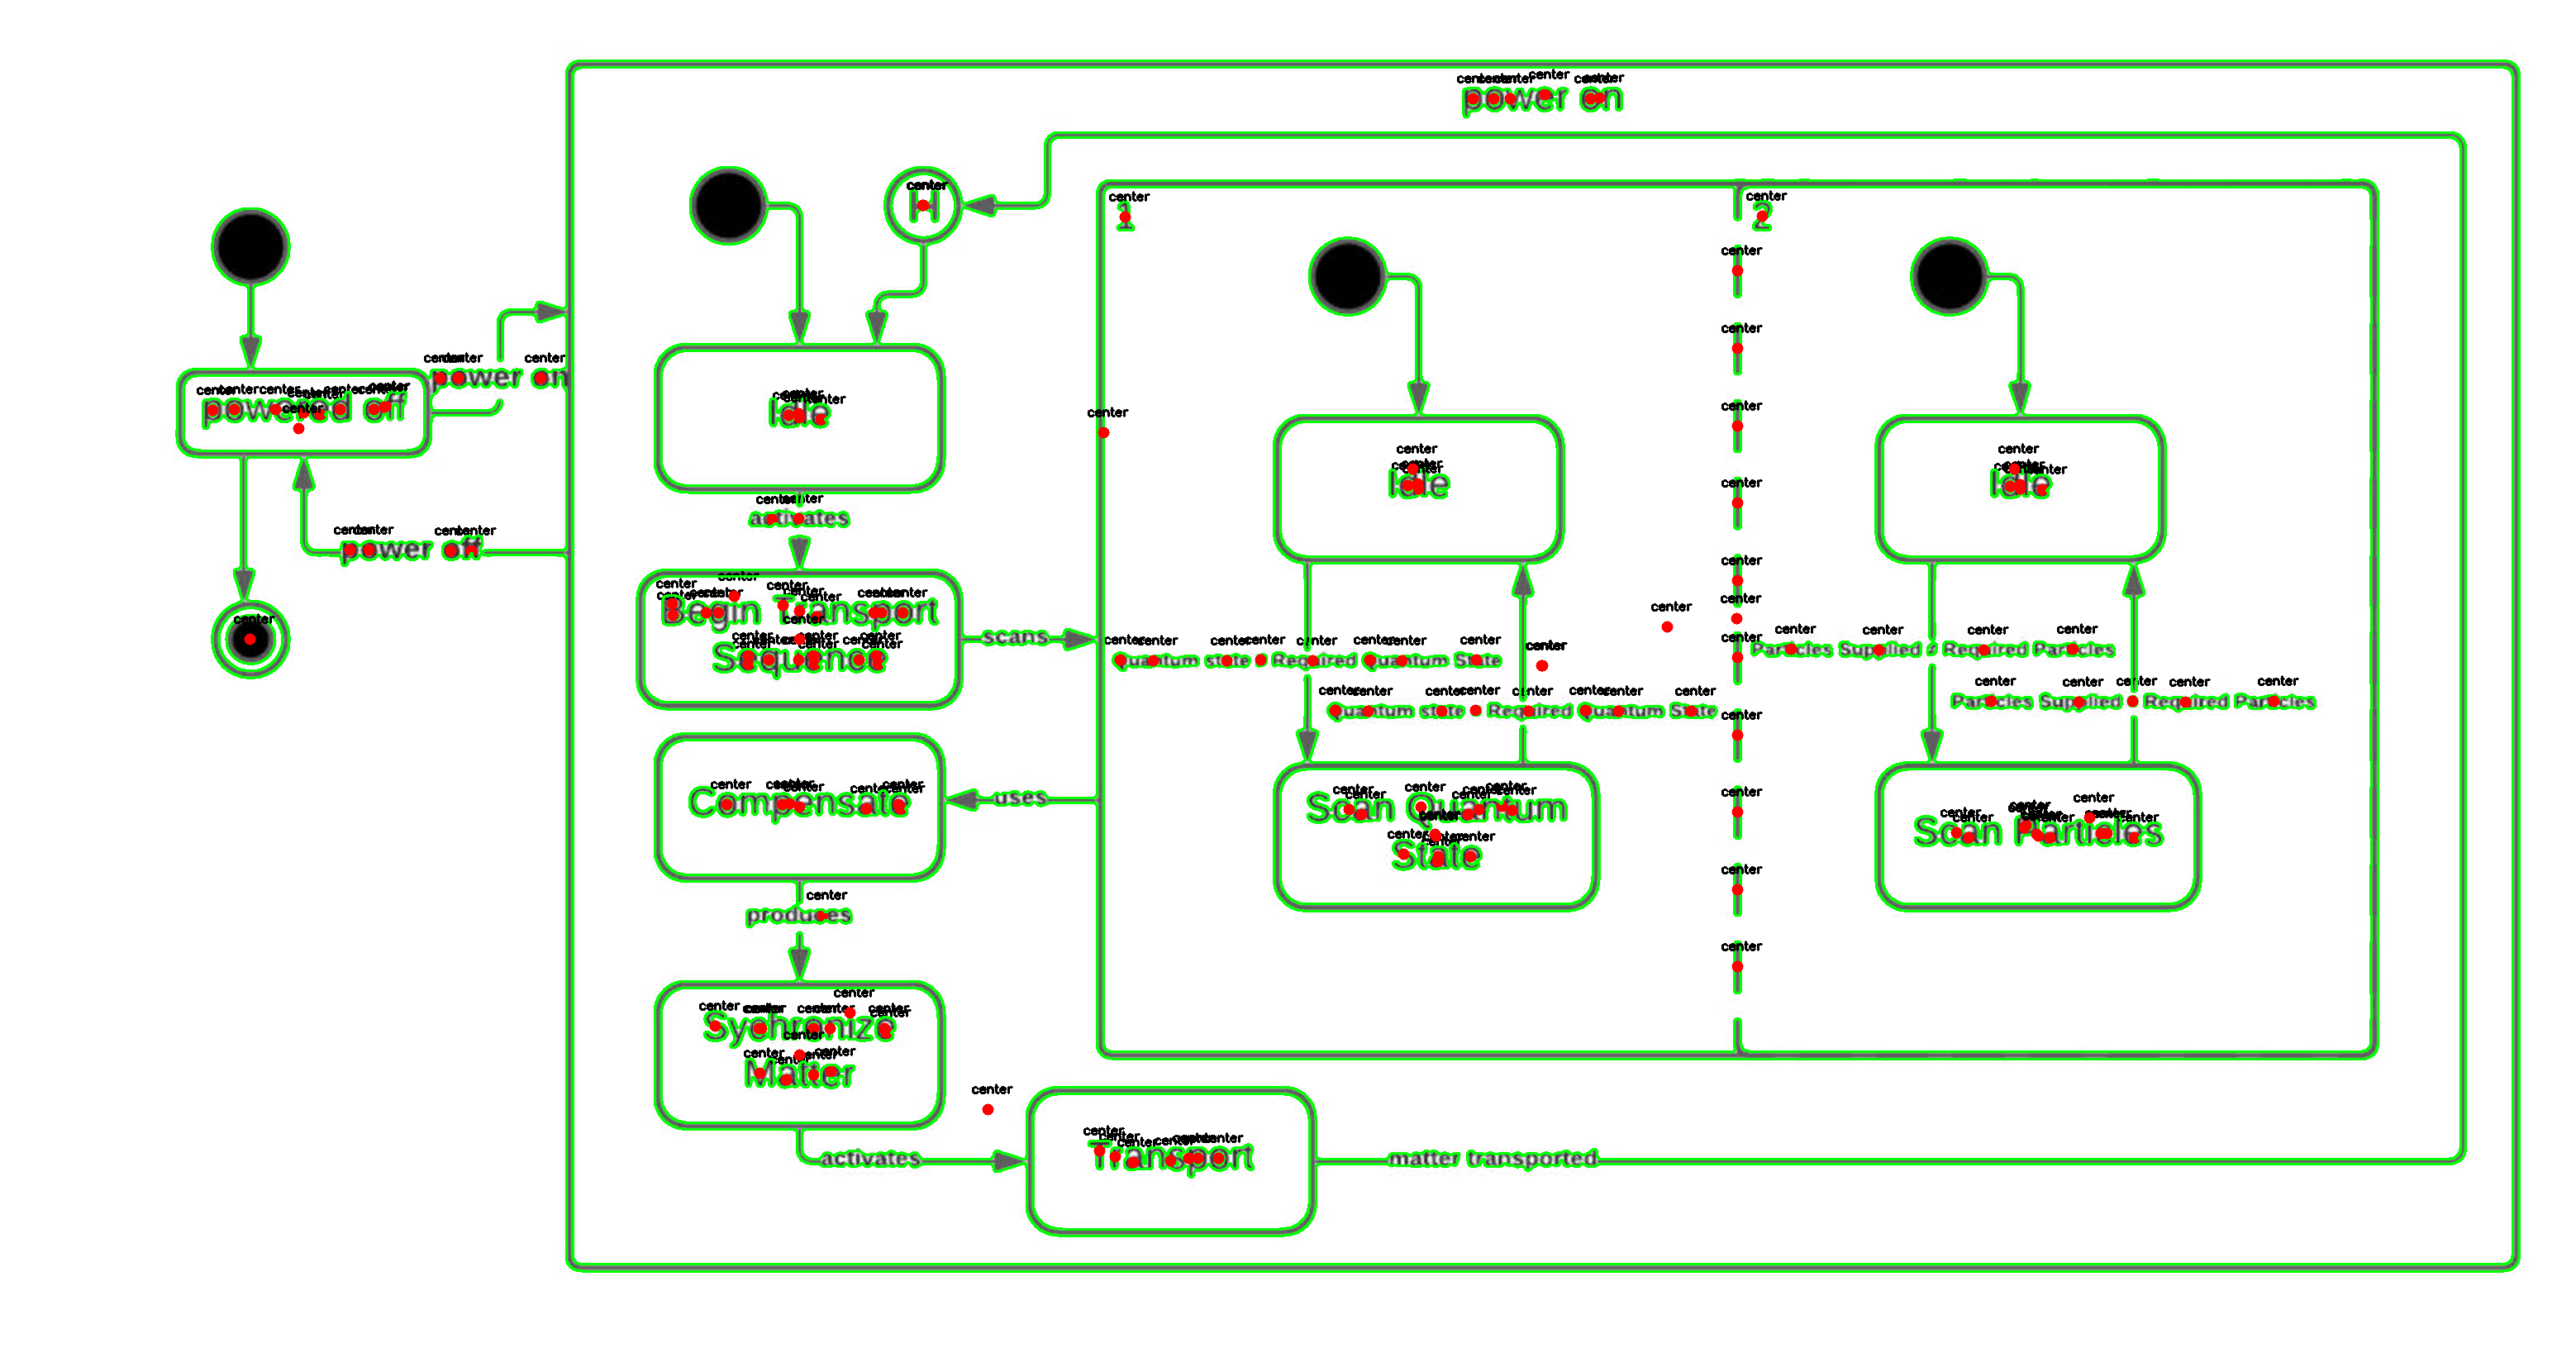 power on
H
1
2
powered off
power on
Idle
Idle
Idle
activates
power off
Begin Transport
Sequence
scans
Quantum state Required Quantum State
Particles Supplied ≠ Required Particles
Quantum state Required Quantum State
Particles Supplied Required Particles
Compensate
uses
Scan Quantum
State
Scan Particles
produces
Sychronize
Matter
activates
Transport
matter transported
center